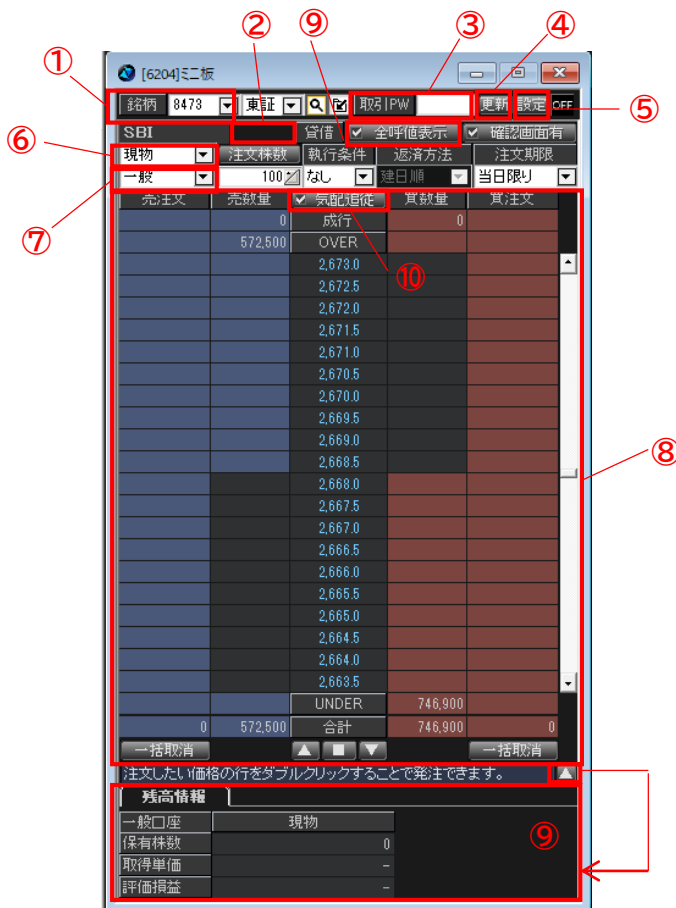 ② ⑨ ③ ④
①
[6204]ミニ板
銘柄 8473 東証 取引PW 更新 設定 OFF
⑤
SBI 貸借 全呼値表示 確認画面有
⑥
現物 注文株数 執行条件 返済方法 注文期限
一般 100 なし 建日順 当日限り
⑦
売注文 売数量 気配追従 買数量 買注文
0 成行 0
572,500 OVER
⑩
2,673.0
2,672.5
2,672.0
2,671.5
2,671.0
2,670.5
2,670.0
2,669.5
2,669.0
2,668.5
⑧
2,668.0
2,667.5
2,667.0
2,666.5
2,666.0
2,665.5
2,665.0
2,664.5
2,664.0
2,663.5
UNDER 746,900
0 572,500 合計 746,900 0
一括取消 ▲ ■ ▼ 一括取消
注文したい価格の行をダブルクリックすることで発注できます。 ▲
残高情報
一般口座 現物
保有株数 0
⑨
取得単価 －
評価損益 －